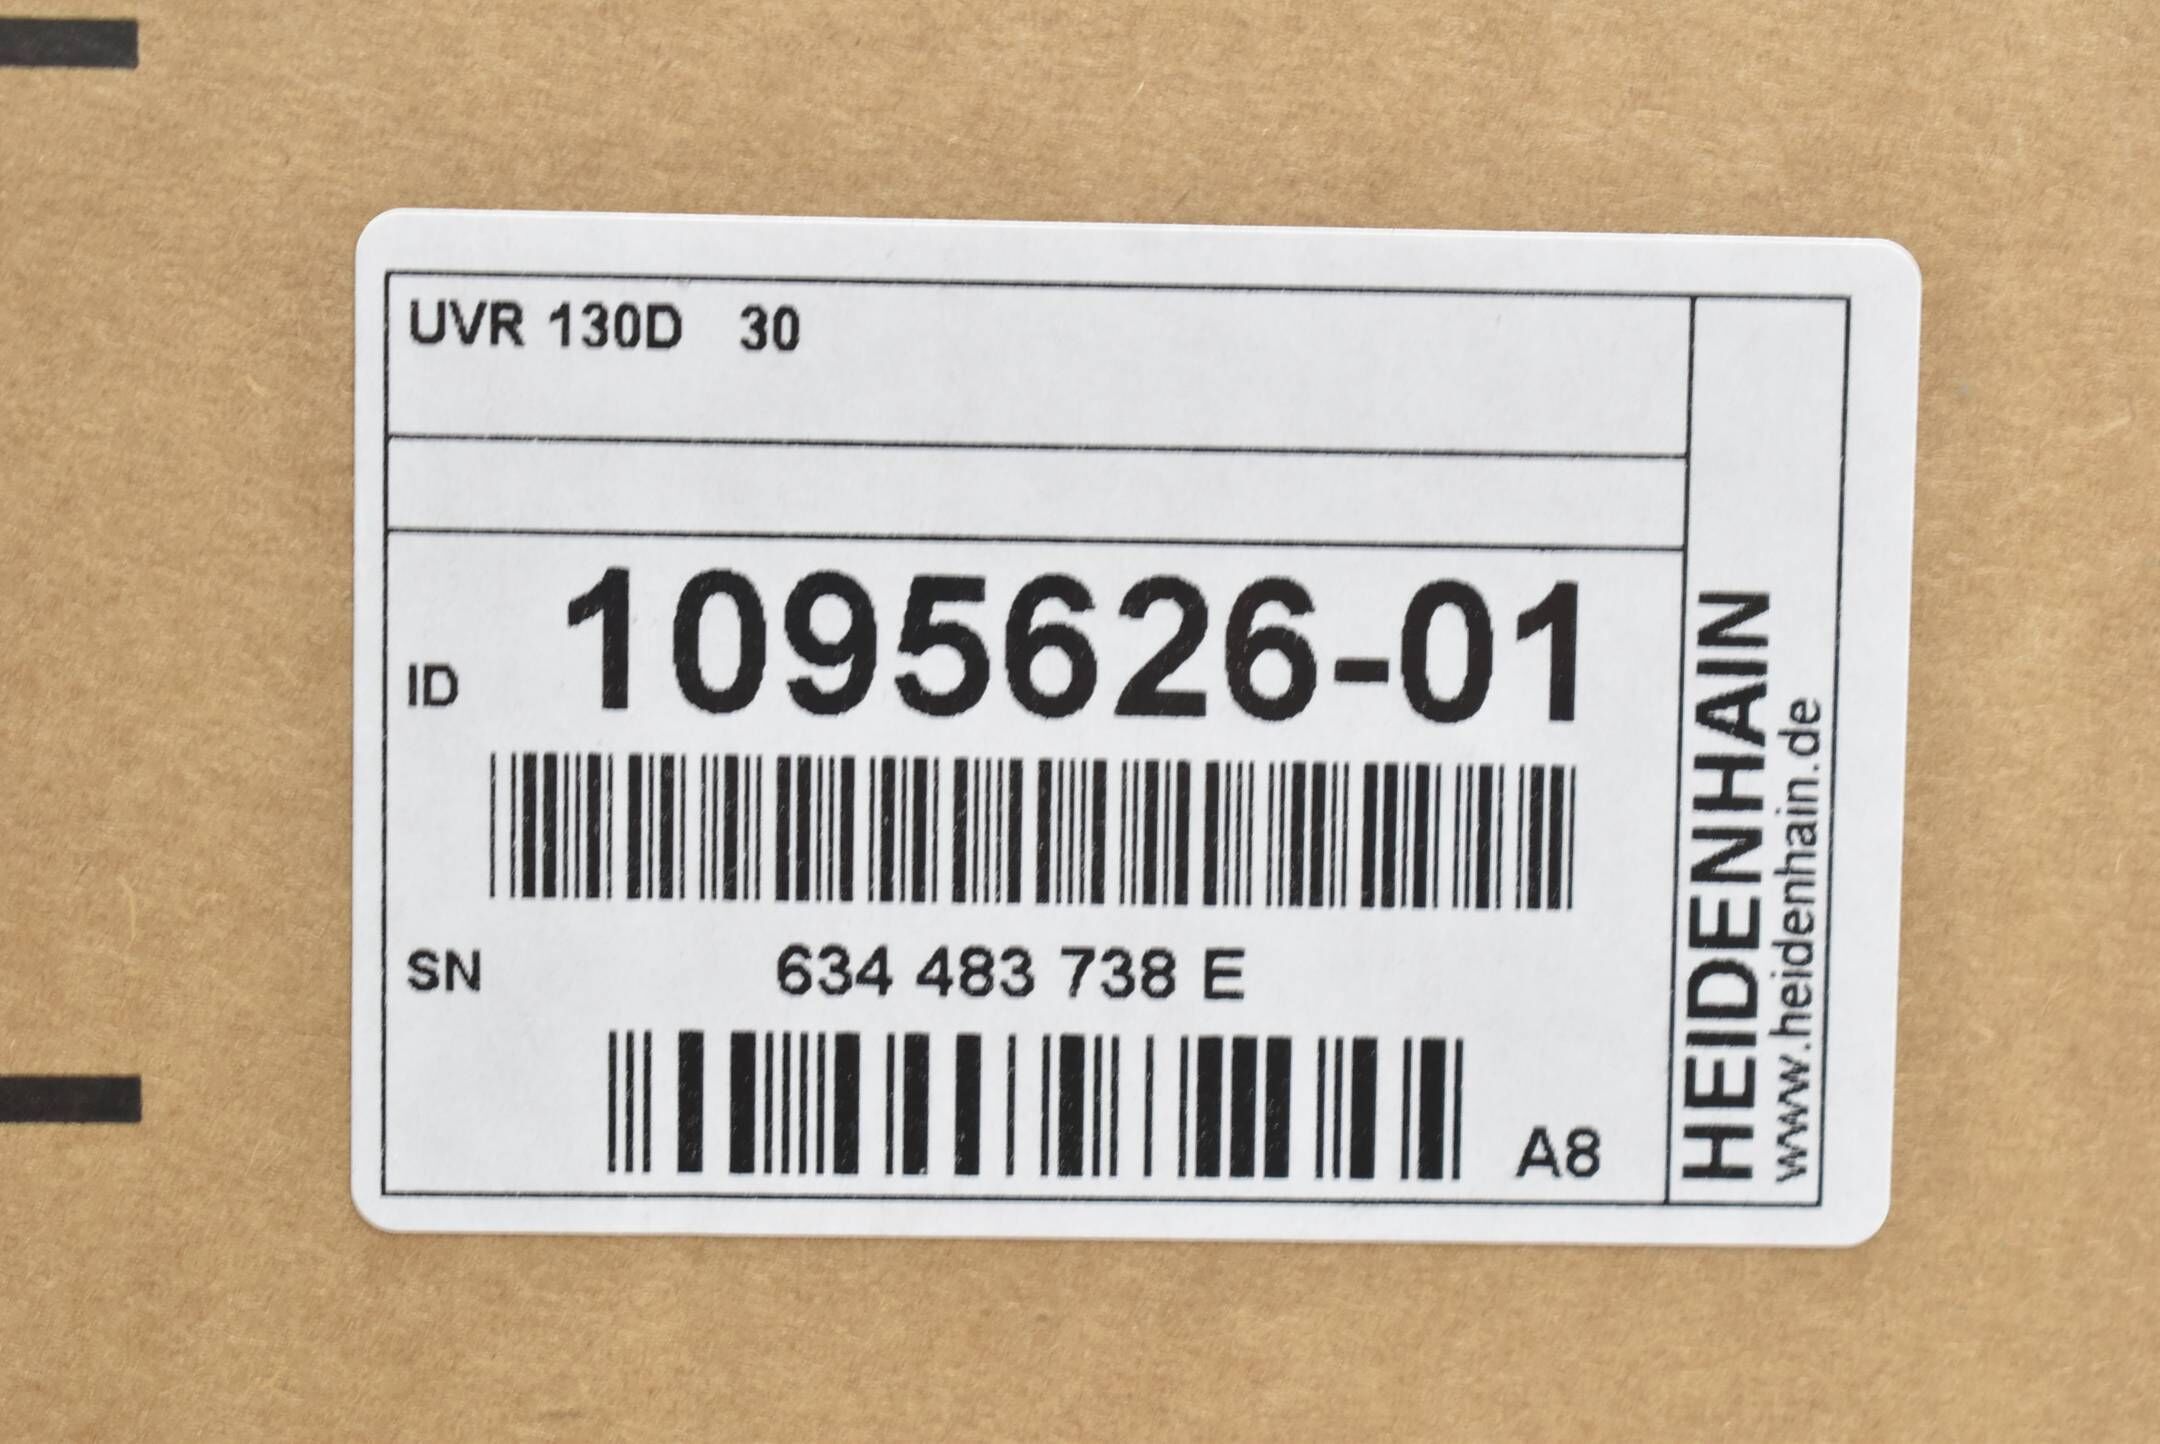 UVR 130D 30
ID 1095626-01
SN 634 483 738 E
A8
HEIDENHAIN
www.heidenhain.de